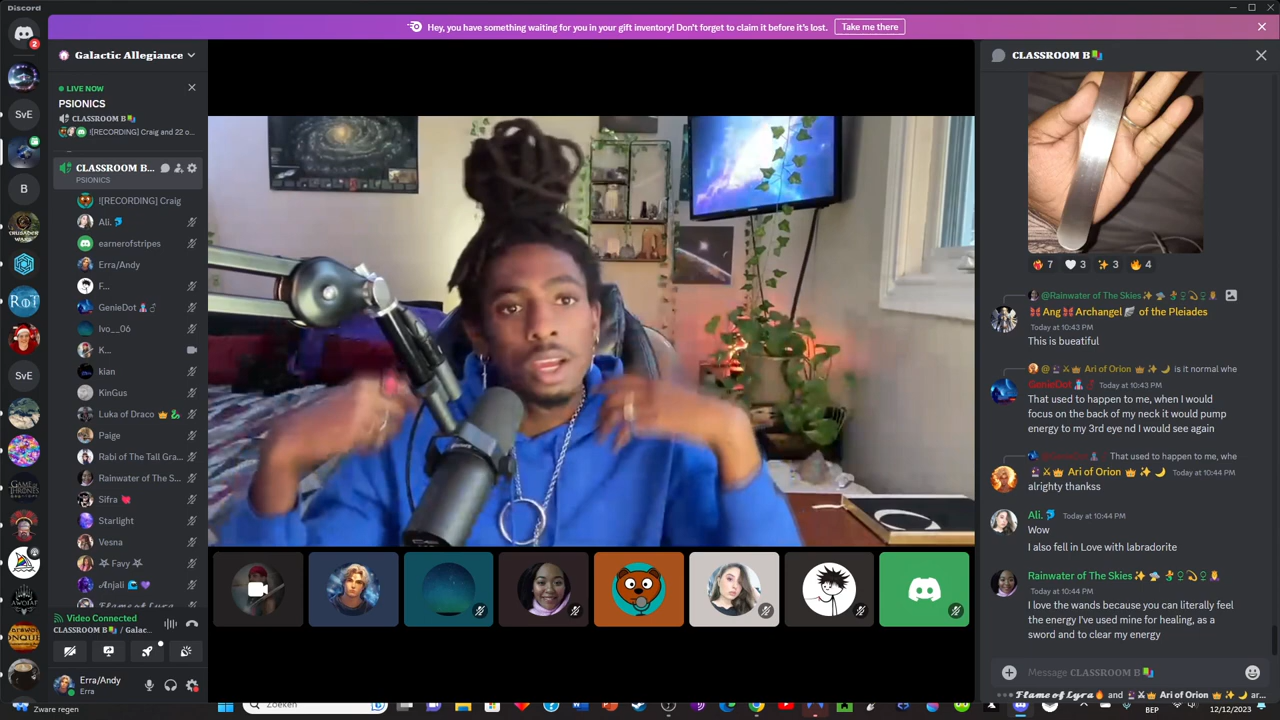 Discord
Hey, you have something waiting for you in your gift inventory! Don't forget to claim it before it's lost.
Take me there
2
SvE
B
SvE
Galactic Allegiance
LIVE NOW
PSIONICS
CLASSROOM B
![RECORDING] Craig and 22 o...
CLASSROOM B...
PSIONICS
![RECORDING] Craig
Ali.
earnerofstripes
Erra/Andy
F...
GenieDot
Ivo__06
K...
kian
KinGus
Luka of Draco
Paige
Rabi of The Tall Gra...
Rainwater of The S...
Sifra
Starlight
Vesna
Favy
Anjali
Flame of Lyra
Video Connected
CLASSROOM B / Galac...
Erra/Andy
Erra
CLASSROOM B
7 3 3 4
@Rainwater of The Skies
Ang Archangel of the Pleiades
Today at 10:43 PM
This is bueatiful
@ Ari of Orion is it normal whe
GenieDot Today at 10:43 PM
That used to happen to me, when I would
focus on the back of my neck it would pump
energy to my 3rd eye nd I would see again
That used to happen to me, whe
Ari of Orion Today at 10:44 PM
alrighty thankss
Ali. Today at 10:44 PM
Wow
I also fell in Love with labradorite
Rainwater of The Skies
Today at 10:44 PM
I love the wands because you can literally feel
the energy I've used mine for healing, as a
sword and to clear my energy
Message CLASSROOM B
Flame of Lyra and Ari of Orion ar...
Zware regen
Zoeken
BEP
12/12/2023